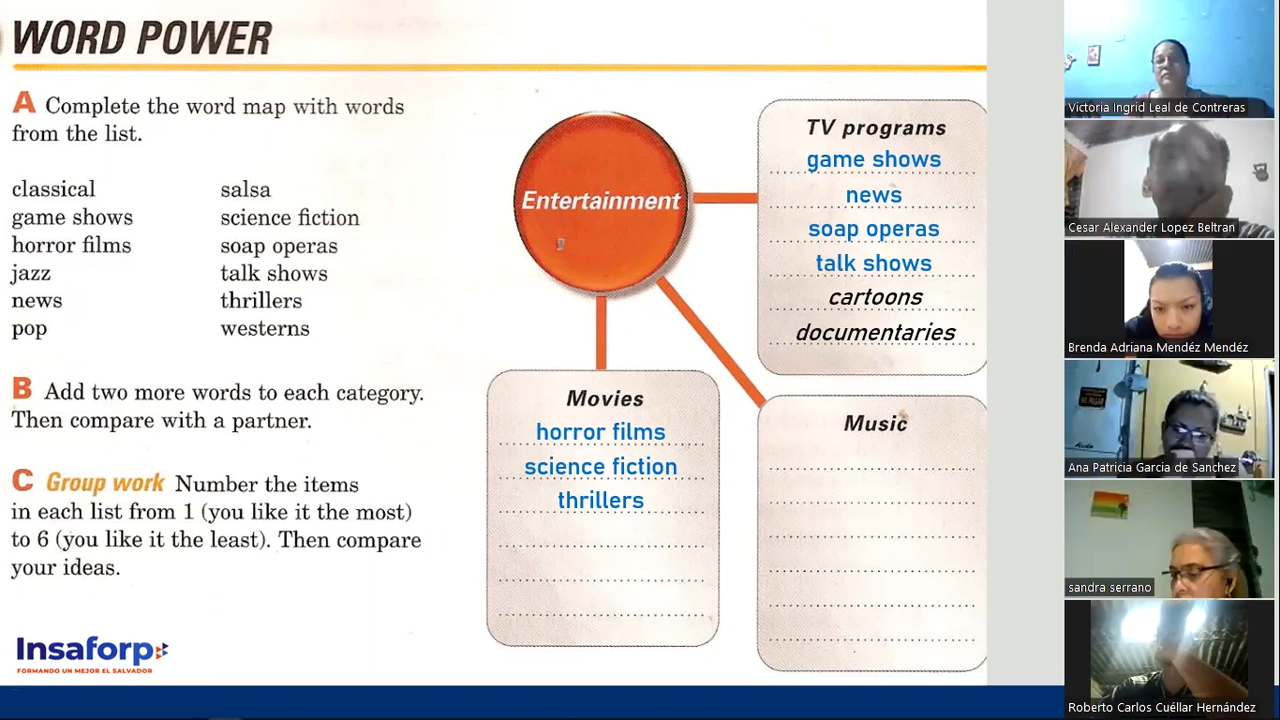 WORD POWER
A Complete the word map with words
from the list.
classical
game shows
horror films
jazz
news
pop
salsa
science fiction
soap operas
talk shows
thrillers
westerns
B Add two more words to each category.
Then compare with a partner.
C Group work Number the items
in each list from 1 (you like it the most)
to 6 (you like it the least). Then compare
your ideas.
Insaforp
FORMANDO UN MEJOR EL SALVADOR
Entertainment
TV programs
game shows
news
soap operas
talk shows
cartoons
documentaries
Movies
horror films
science fiction
thrillers
Music
Victoria Ingrid Leal de Contreras
Cesar Alexander Lopez Beltran
Brenda Adriana Mendéz Mendéz
Ana Patricia Garcia de Sanchez
sandra serrano
Roberto Carlos Cuéllar Hernández